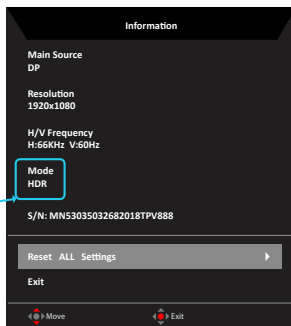 Information
Main Source
DP
Resolution
1920x1080
H/V Frequency
H:66KHz V:60Hz
Mode
HDR
S/N: MN53035032682018TPV888
Reset ALL Settings
Exit
Move Exit